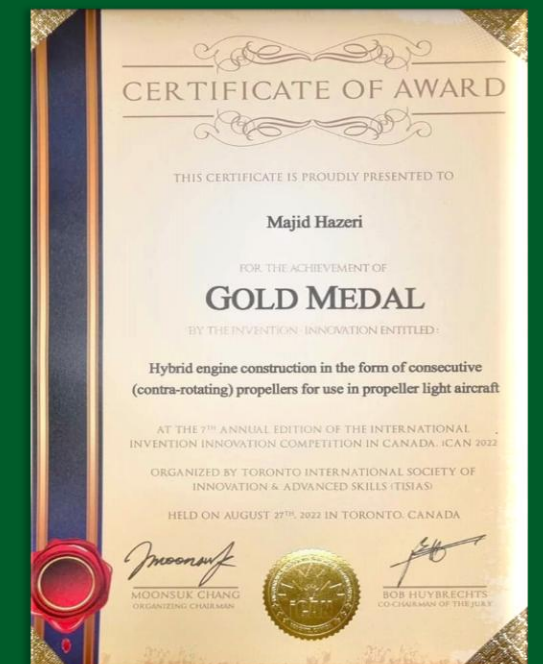 CERTIFICATE OF AWARD
THIS CERTIFICATE IS PROUDLY PRESENTED TO
Majid Hazeri
FOR THE ACHIEVEMENT OF
GOLD MEDAL
BY THE INVENTION INNOVATION ENTITLED :
Hybrid engine construction in the form of consecutive
(contra-rotating) propellers for use in propeller light aircraft
AT THE 7TH ANNUAL EDITION OF THE INTERNATIONAL
INVENTION INNOVATION COMPETITION IN CANADA, iCAN 2022
ORGANIZED BY TORONTO INTERNATIONAL SOCIETY OF
INNOVATION & ADVANCED SKILLS (TISIAS)
HELD ON AUGUST 27TH, 2022 IN TORONTO, CANADA
MOONSUK CHANG
ORGANIZING CHAIRMAN
iCAN
BOB HUYBRECHTS
CO-CHAIRMAN OF THE JURY